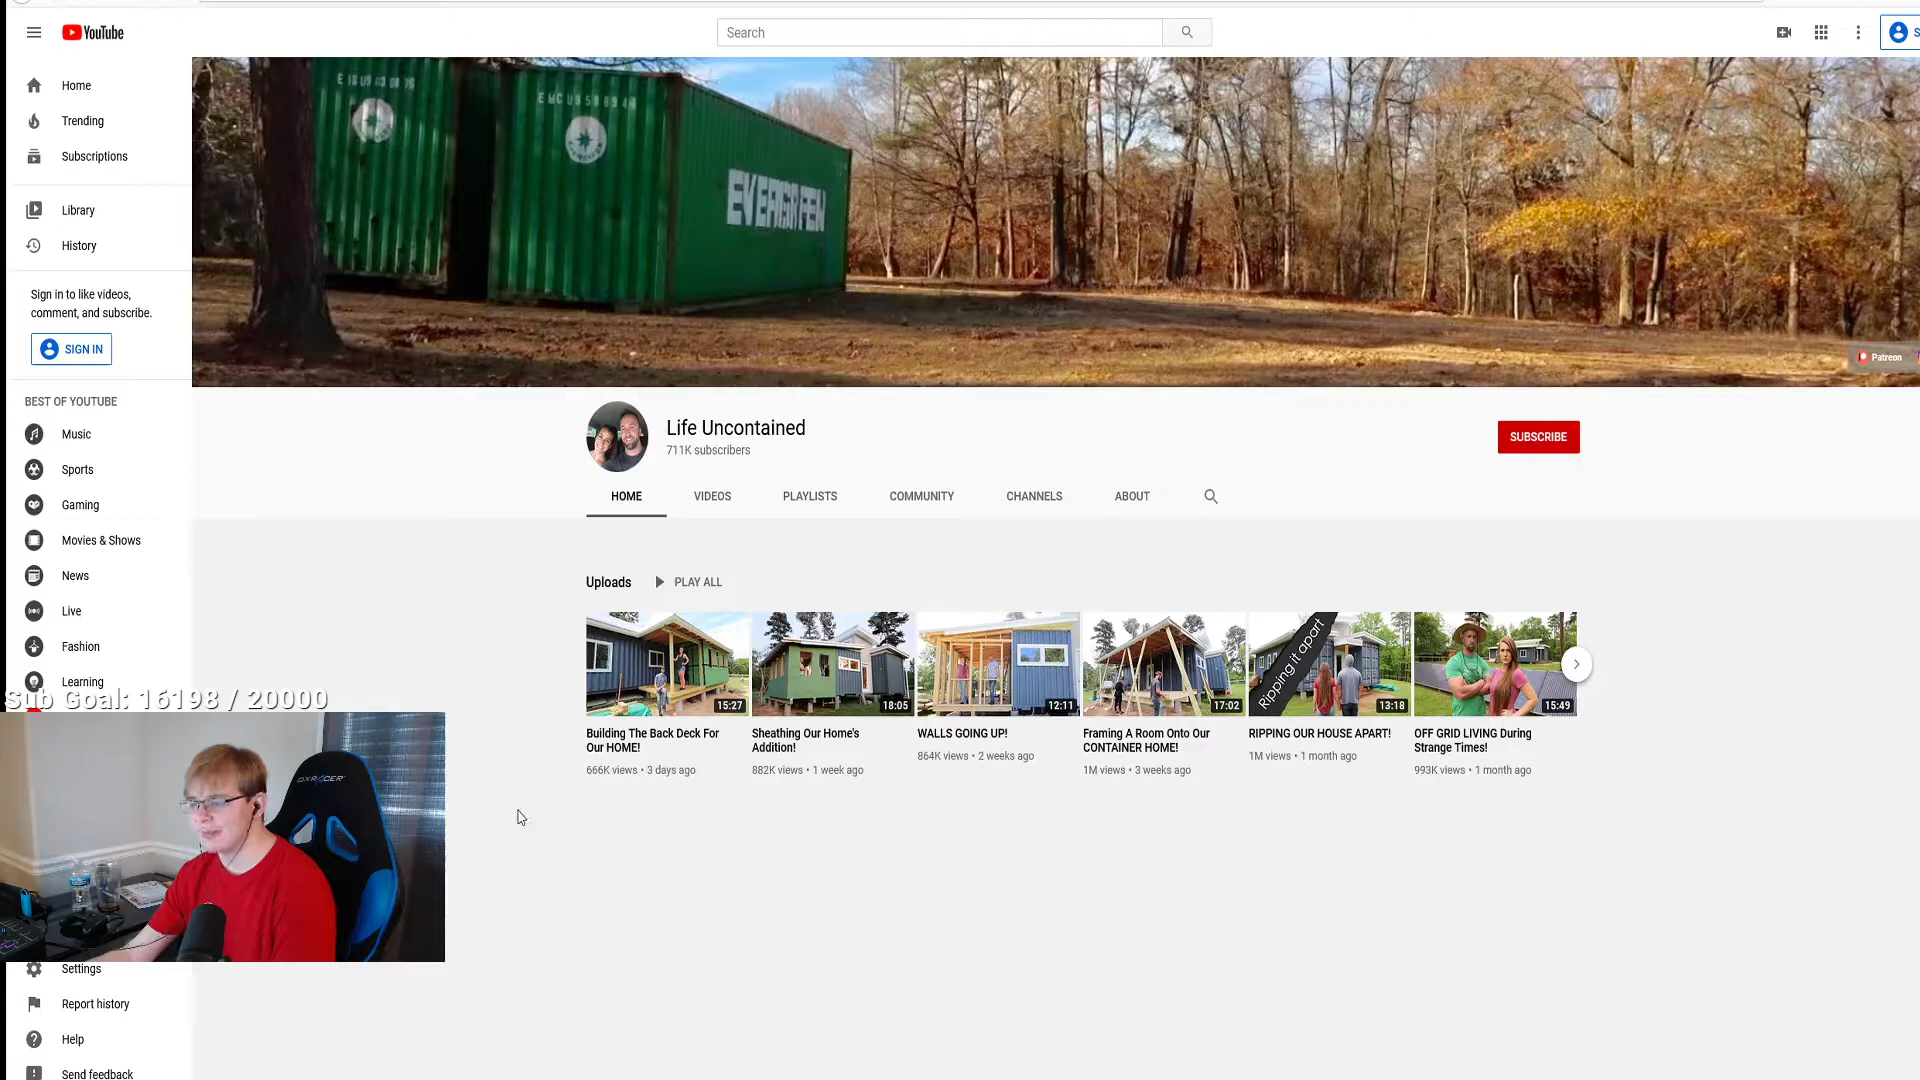 YouTube
Search
S
Home
Trending
Subscriptions
Library
History
Sign in to like videos,
comment, and subscribe.
SIGN IN
BEST OF YOUTUBE
Music
Sports
Gaming
Movies & Shows
News
Live
Fashion
Learning
Sub Goal: 16198 / 20000
DXRACER
Settings
Report history
Help
Send feedback
EVERGREEN
Patreon
Life Uncontained
711K subscribers
SUBSCRIBE
HOME VIDEOS PLAYLISTS COMMUNITY CHANNELS ABOUT
Uploads PLAY ALL
15:27
18:05
12:11
17:02
Ripping it apart
13:18
15:49
Building The Back Deck For
Our HOME!
666K views • 3 days ago
Sheathing Our Home's
Addition!
882K views • 1 week ago
WALLS GOING UP!
864K views • 2 weeks ago
Framing A Room Onto Our
CONTAINER HOME!
1M views • 3 weeks ago
RIPPING OUR HOUSE APART!
1M views • 1 month ago
OFF GRID LIVING During
Strange Times!
993K views • 1 month ago